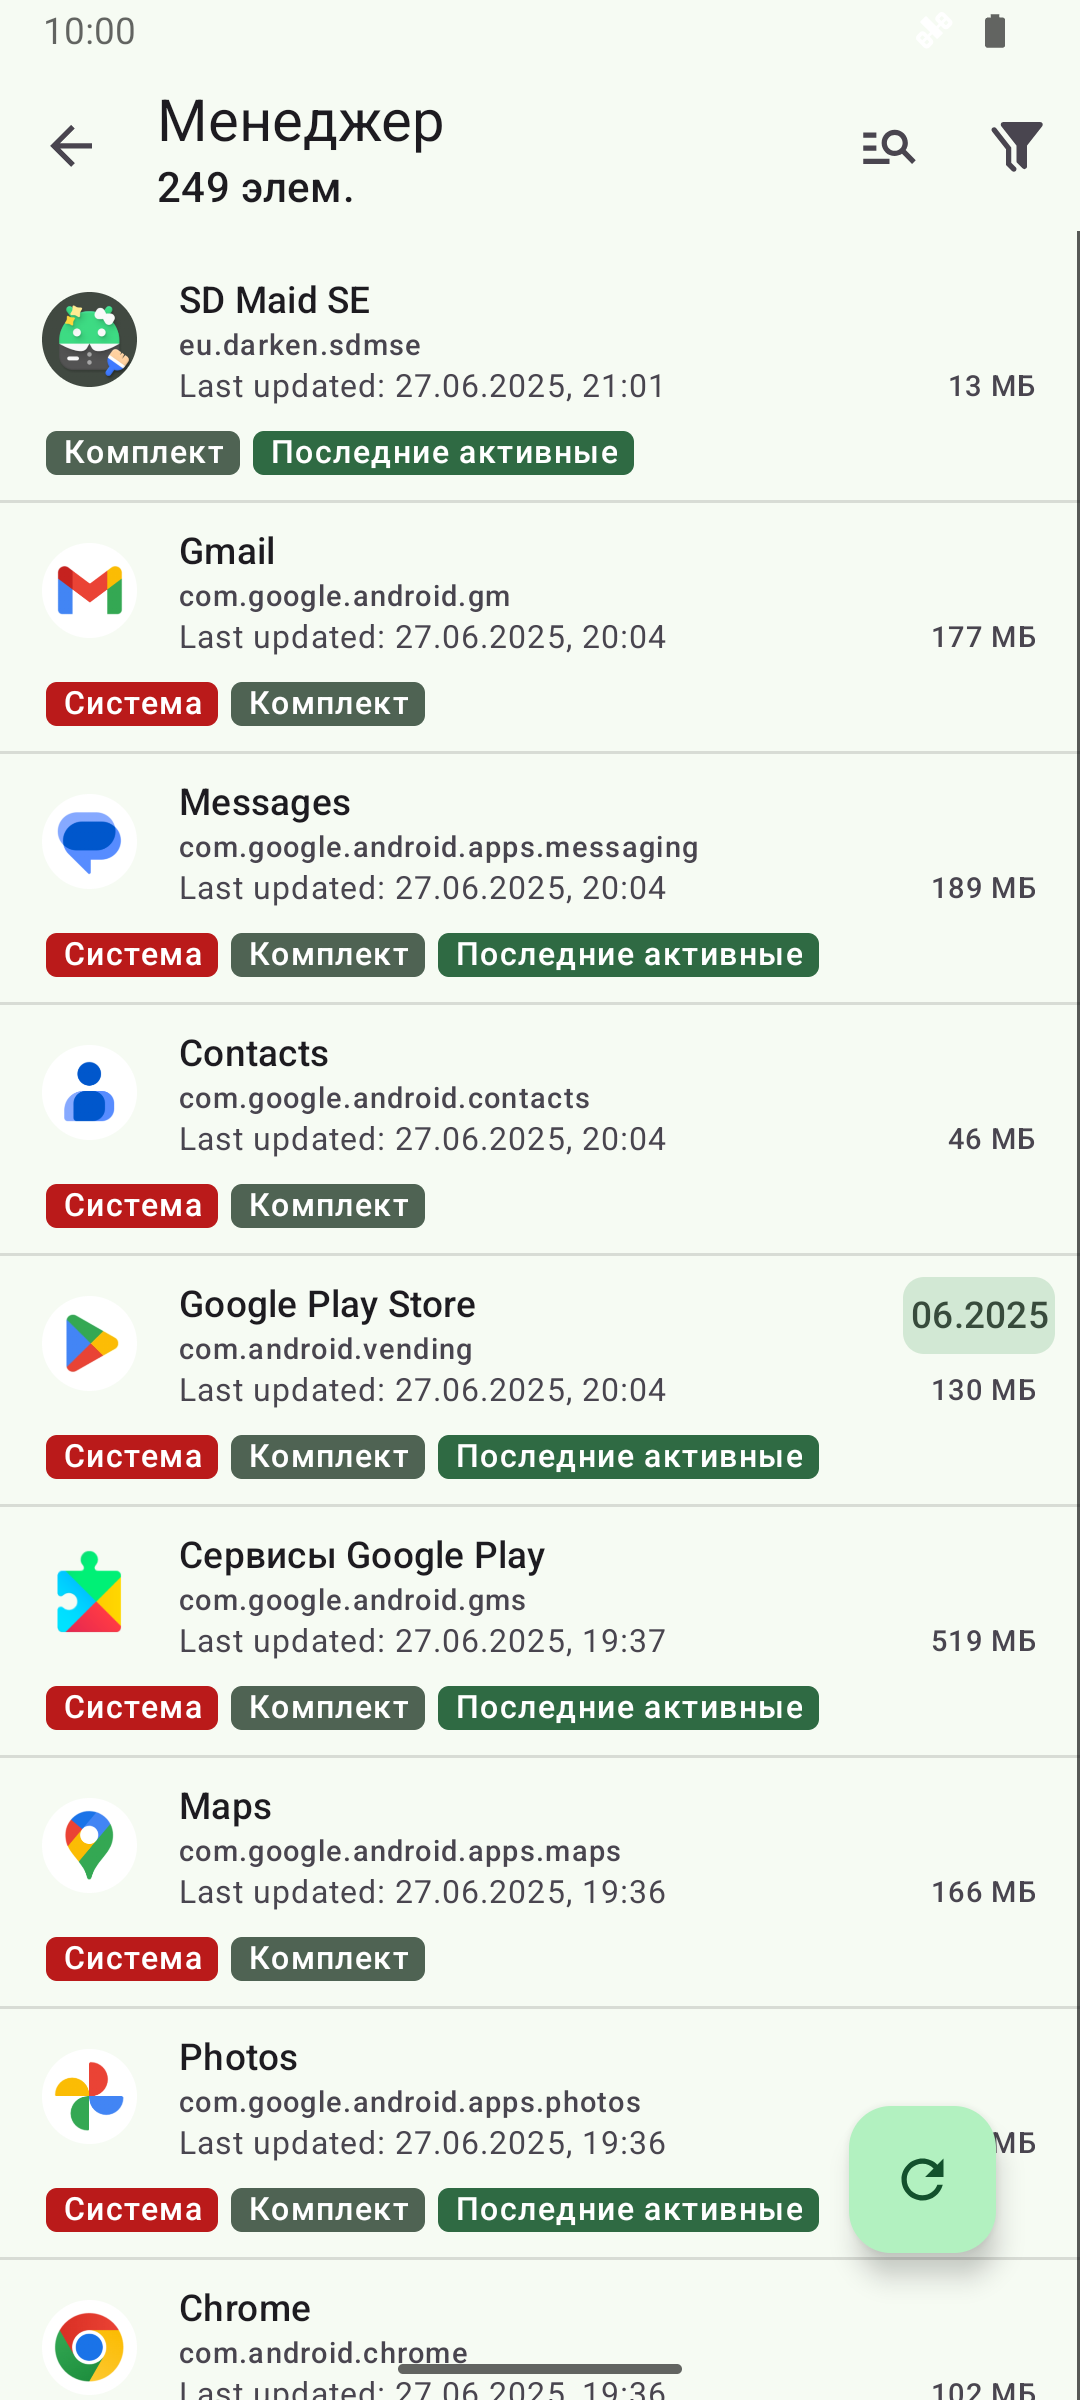 10:00
Менеджер
249 элем.
SD Maid SE
eu.darken.sdmse
Last updated: 27.06.2025, 21:01
13 МБ
Комплект
Последние активные
Gmail
com.google.android.gm
Last updated: 27.06.2025, 20:04
177 МБ
Система
Комплект
Messages
com.google.android.apps.messaging
Last updated: 27.06.2025, 20:04
189 МБ
Система
Комплект
Последние активные
Contacts
com.google.android.contacts
Last updated: 27.06.2025, 20:04
46 МБ
Система
Комплект
Google Play Store
06.2025
com.android.vending
Last updated: 27.06.2025, 20:04
130 МБ
Система
Комплект
Последние активные
Сервисы Google Play
com.google.android.gms
Last updated: 27.06.2025, 19:37
519 МБ
Система
Комплект
Последние активные
Maps
com.google.android.apps.maps
Last updated: 27.06.2025, 19:36
166 МБ
Система
Комплект
Photos
com.google.android.apps.photos
Last updated: 27.06.2025, 19:36
МБ
Система
Комплект
Последние активные
Chrome
com.android.chrome
Last updated: 27.06.2025, 19:36
102 МБ